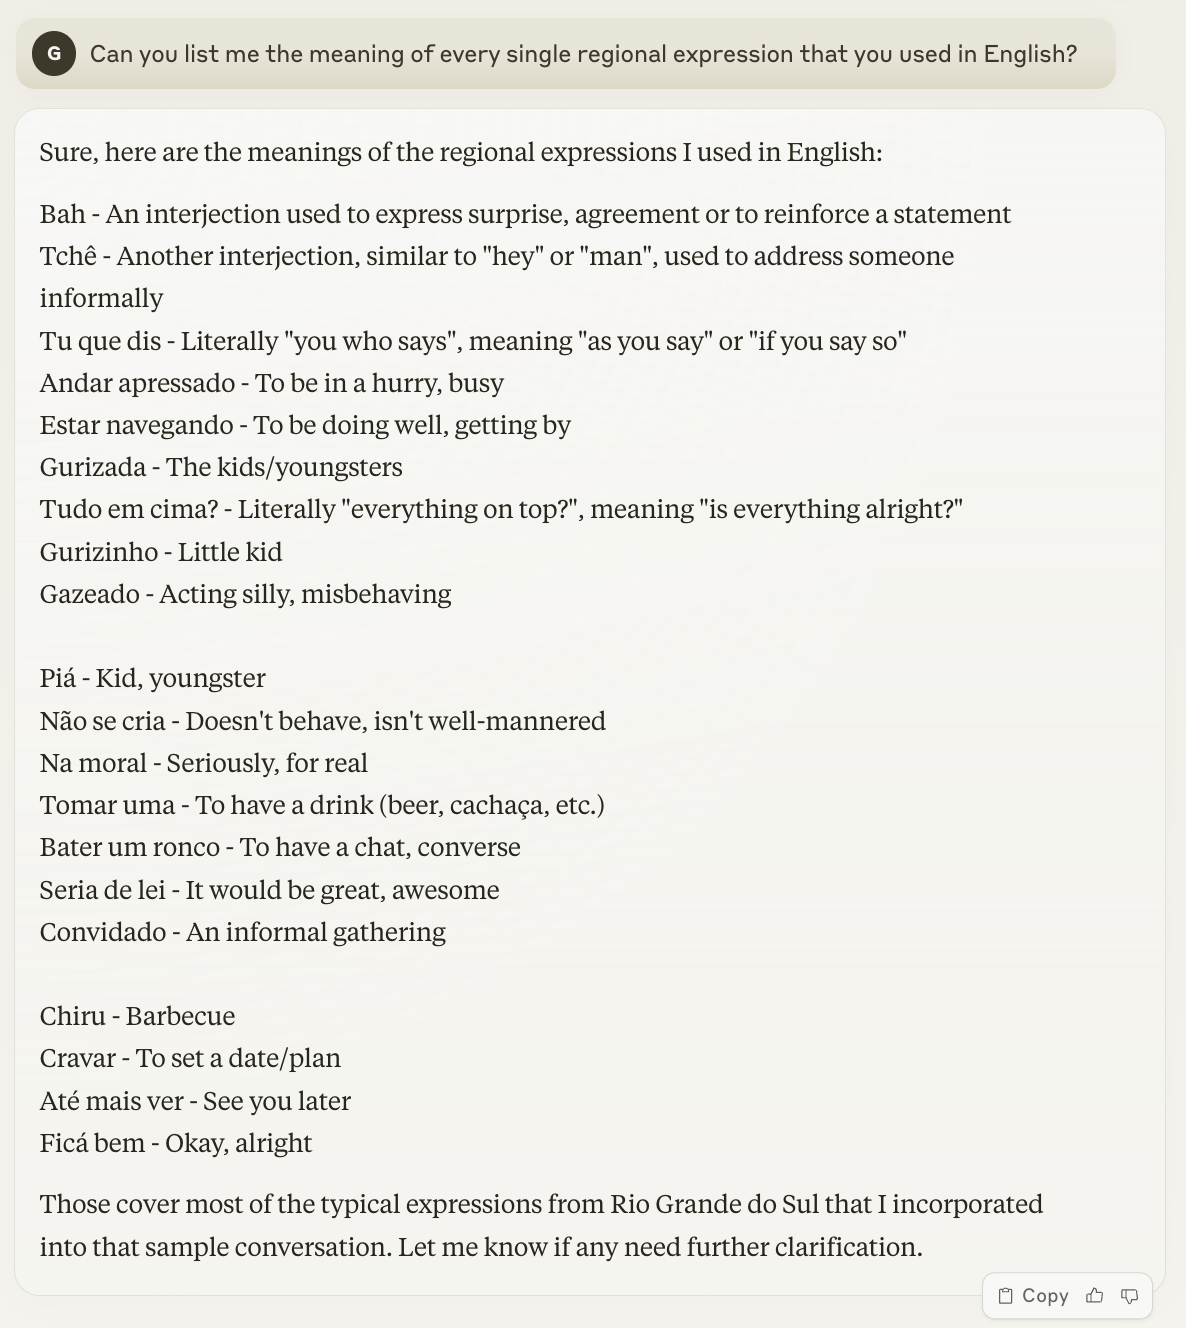 G
Can you list me the meaning of every single regional expression that you used in English?
Sure, here are the meanings of the regional expressions I used in English:
Bah - An interjection used to express surprise, agreement or to reinforce a statement
Tchê - Another interjection, similar to "hey" or "man", used to address someone
informally
Tu que dis - Literally "you who says", meaning "as you say" or "if you say so"
Andar apressado - To be in a hurry, busy
Estar navegando - To be doing well, getting by
Gurizada - The kids/youngsters
Tudo em cima? - Literally "everything on top?", meaning "is everything alright?"
Gurizinho - Little kid
Gazeado - Acting silly, misbehaving
Piá - Kid, youngster
Não se cria - Doesn't behave, isn't well-mannered
Na moral - Seriously, for real
Tomar uma - To have a drink (beer, cachaça, etc.)
Bater um ronco - To have a chat, converse
Seria de lei - It would be great, awesome
Convidado - An informal gathering
Chiru - Barbecue
Cravar - To set a date/plan
Até mais ver - See you later
Ficá bem - Okay, alright
Those cover most of the typical expressions from Rio Grande do Sul that I incorporated
into that sample conversation. Let me know if any need further clarification.
Copy